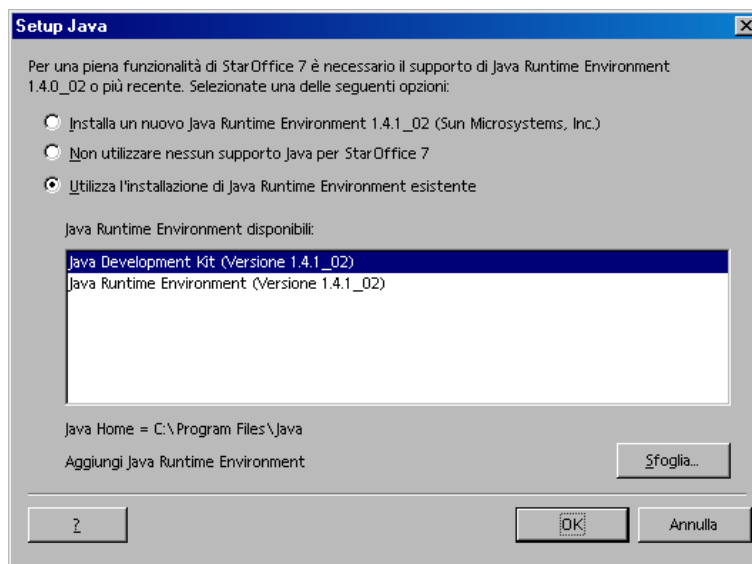 Setup Java
Per una piena funzionalità di StarOffice 7 è necessario il supporto di Java Runtime Environment
1.4.0_02 o più recente. Selezionate una delle seguenti opzioni:
Installa un nuovo Java Runtime Environment 1.4.1_02 (Sun Microsystems, Inc.)
Non utilizzare nessun supporto Java per StarOffice 7
Utilizza l'installazione di Java Runtime Environment esistente
Java Runtime Environment disponibili:
Java Development Kit (Versione 1.4.1_02)
Java Runtime Environment (Versione 1.4.1_02)
Java Home = C:\Program Files\Java
Aggiungi Java Runtime Environment
Sfoglia...
?
OK
Annulla